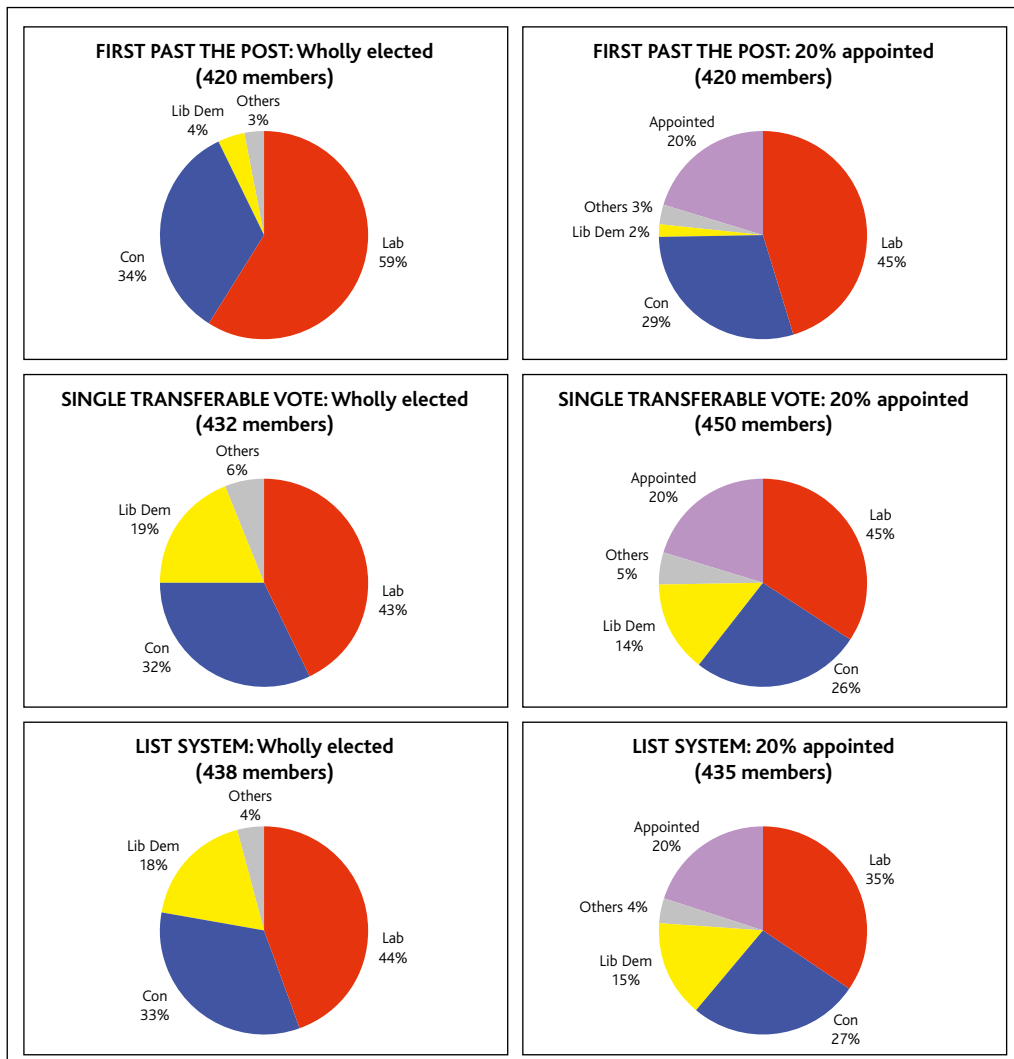 FIRST PAST THE POST: Wholly elected
(420 members)
Others
3%
Lib Dem
4%
Con
34%
Lab
59%
FIRST PAST THE POST: 20% appointed
(420 members)
Appointed
20%
Others 3%
Lib Dem 2%
Lab
45%
Con
29%
SINGLE TRANSFERABLE VOTE: Wholly elected
(432 members)
Others
6%
Lib Dem
19%
Lab
43%
Con
32%
SINGLE TRANSFERABLE VOTE: 20% appointed
(450 members)
Appointed
20%
Lab
45%
Others
5%
Lib Dem
14%
Con
26%
LIST SYSTEM: Wholly elected
(438 members)
Others
4%
Lib Dem
18%
Lab
44%
Con
33%
LIST SYSTEM: 20% appointed
(435 members)
Appointed
20%
Lab
35%
Others 4%
Lib Dem
15%
Con
27%